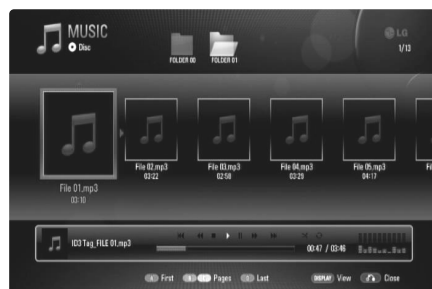 MUSIC
Disc
FOLDER 00
FOLDER 01
LG
1/13
File 01.mp3
03:10
File 02.mp3
03:22
File 03.mp3
02:58
File 04.mp3
03:29
File 05.mp3
04:17
ID3 Tag_FILE 01.mp3
00:47 / 03:46
First
Pages
Last
DISPLAY View
Close